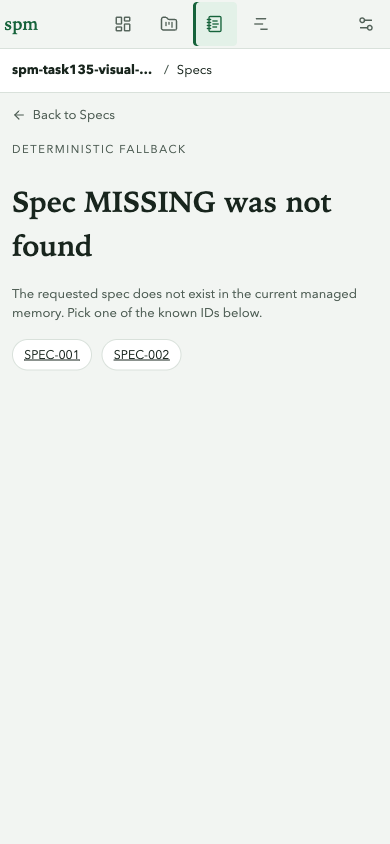 spm
spm-task135-visual-... / Specs
Back to Specs
DETERMINISTIC FALLBACK
Spec MISSING was not
found
The requested spec does not exist in the current managed
memory. Pick one of the known IDs below.
SPEC-001 SPEC-002